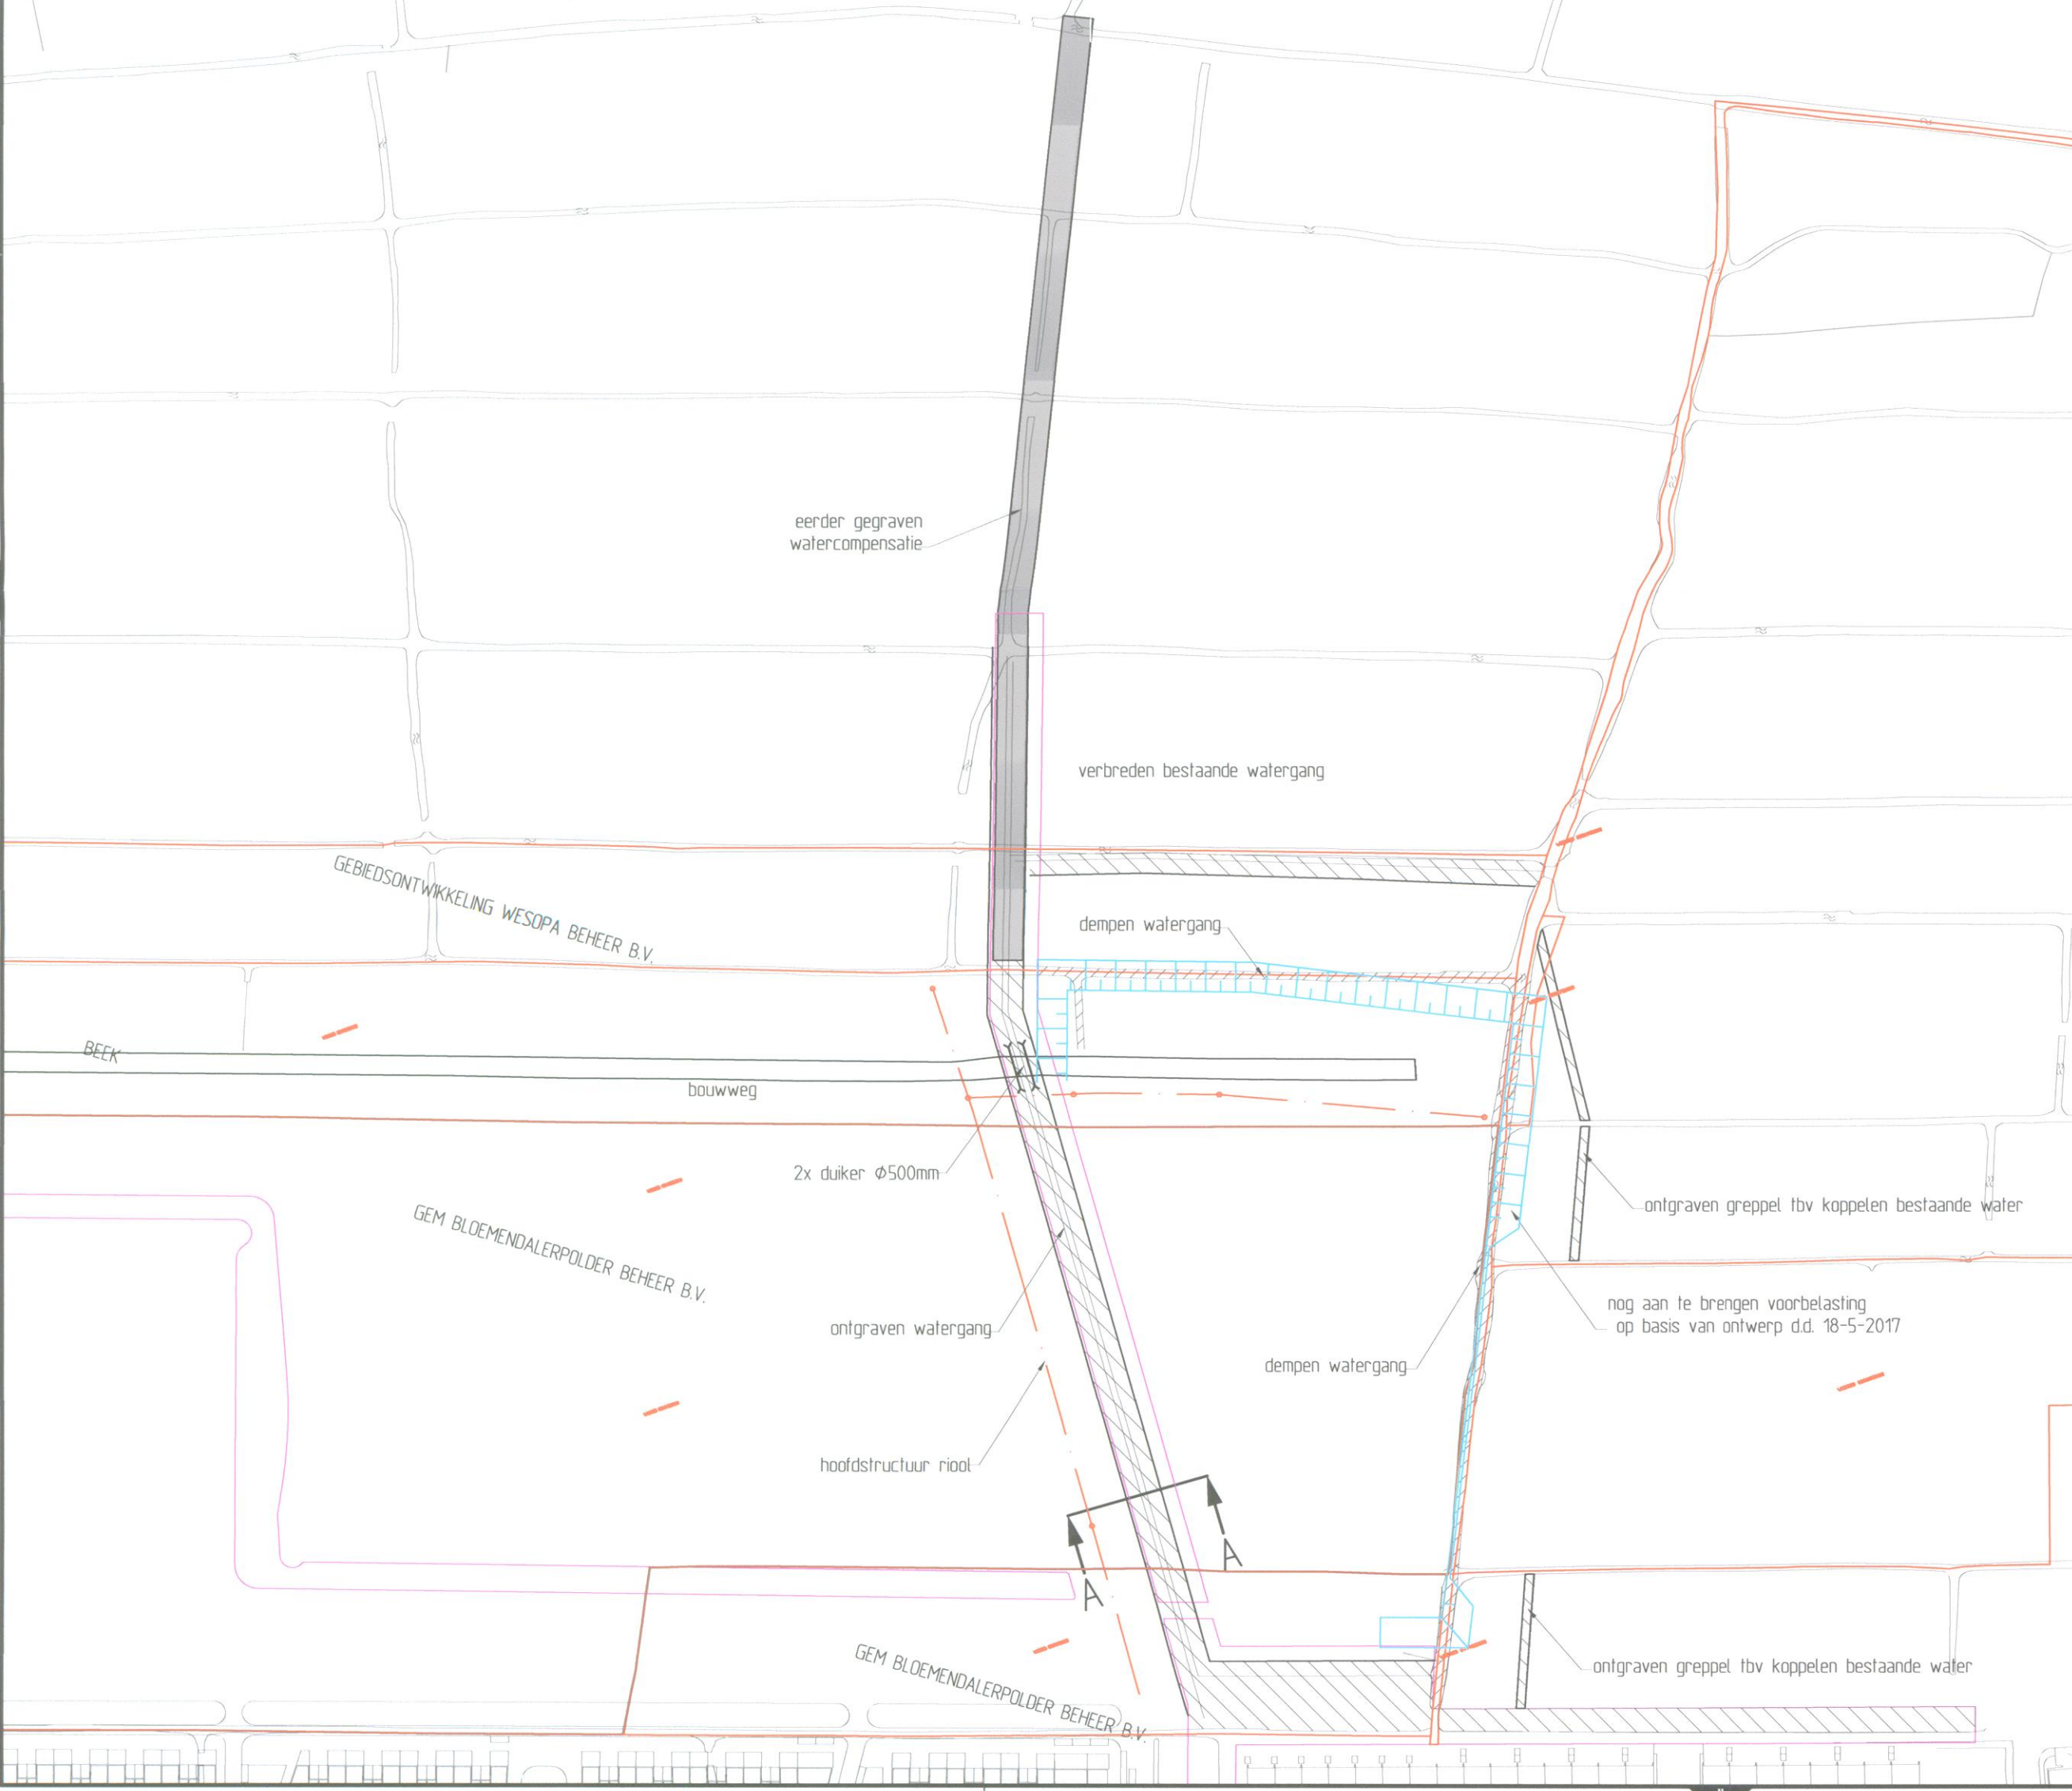 eerder gegraven
watercompensatie
verbreden bestaande watergang
GEBIEDSONTWIKKELING WESOPA BEHEER B.V.
dempen watergang
BEEK
bouwweg
2x duiker Ø500mm
ontgraven greppel tbv koppelen bestaande water
GEM BLOEMENDALERPOLDER BEHEER B.V.
nog aan te brengen voorbelasting
op basis van ontwerp d.d. 18-5-2017
ontgraven watergang
dempen watergang
hoofdstructuur riool
A
A
GEM BLOEMENDALERPOLDER BEHEER B.V.
ontgraven greppel tbv koppelen bestaande water